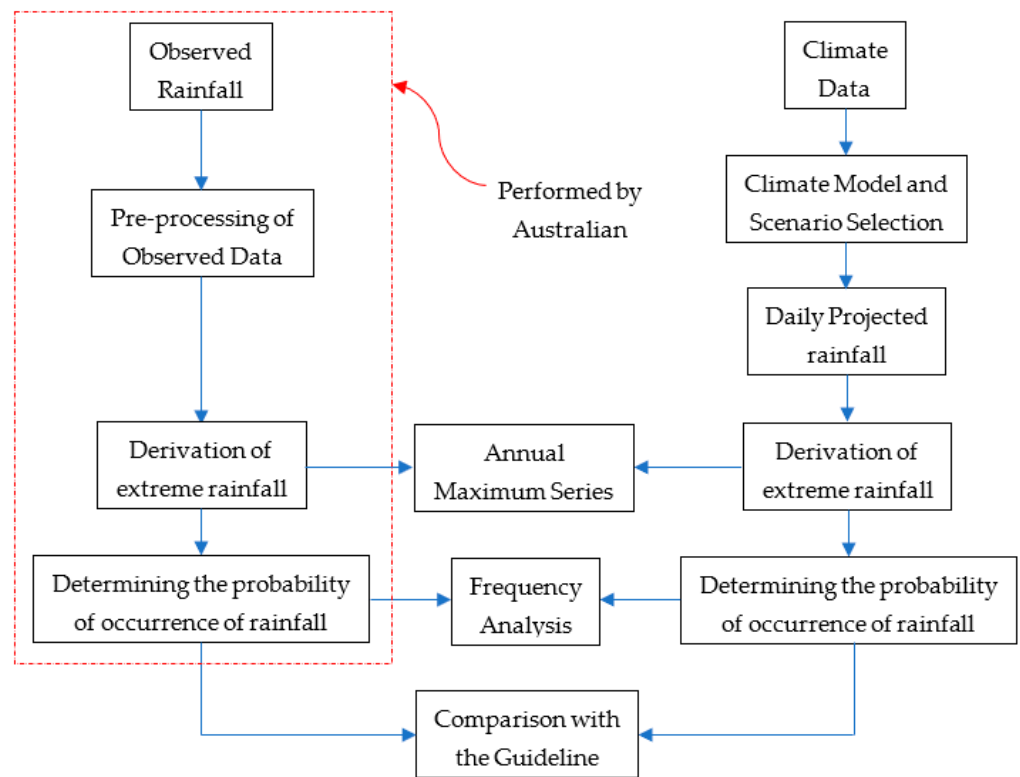 Observed
Rainfall
Pre-processing of
Observed Data
Derivation of
extreme rainfall
Determining the probability
of occurrence of rainfall
Performed by
Australian
Annual
Maximum Series
Frequency
Analysis
Comparison with
the Guideline
Climate
Data
Climate Model and
Scenario Selection
Daily Projected
rainfall
Derivation of
extreme rainfall
Determining the probability
of occurrence of rainfall